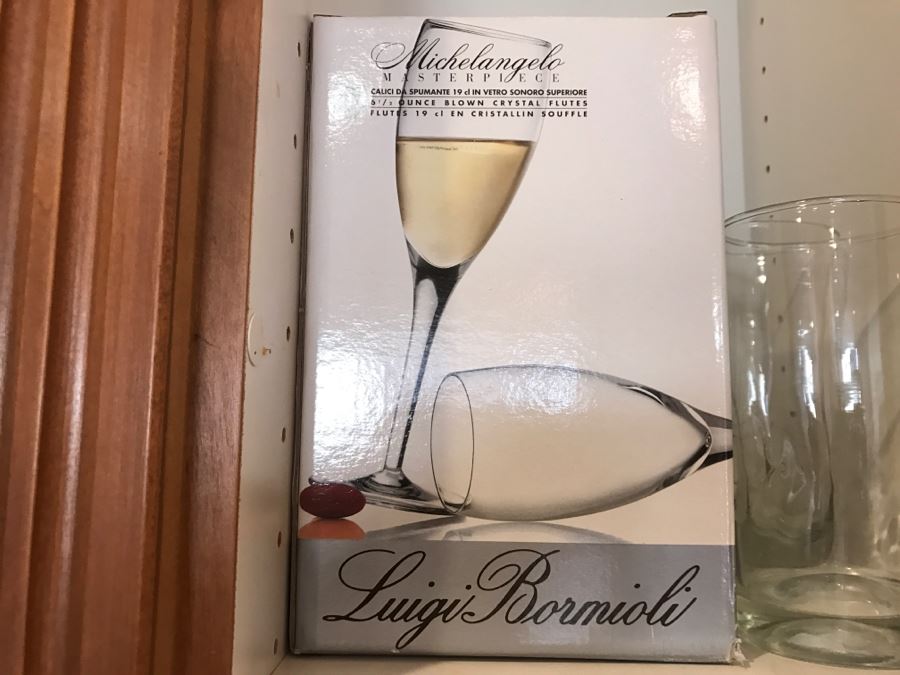 Michelangelo
MASTERPIECE
CALICI DA SPUMANTE 19 cl IN VETRO SONORO SUPERIORE
6 1/2 OUNCE BLOWN CRYSTAL FLUTES
FLUTES 19 cl EN CRISTALLIN SOUFFLE
Luigi Bormioli